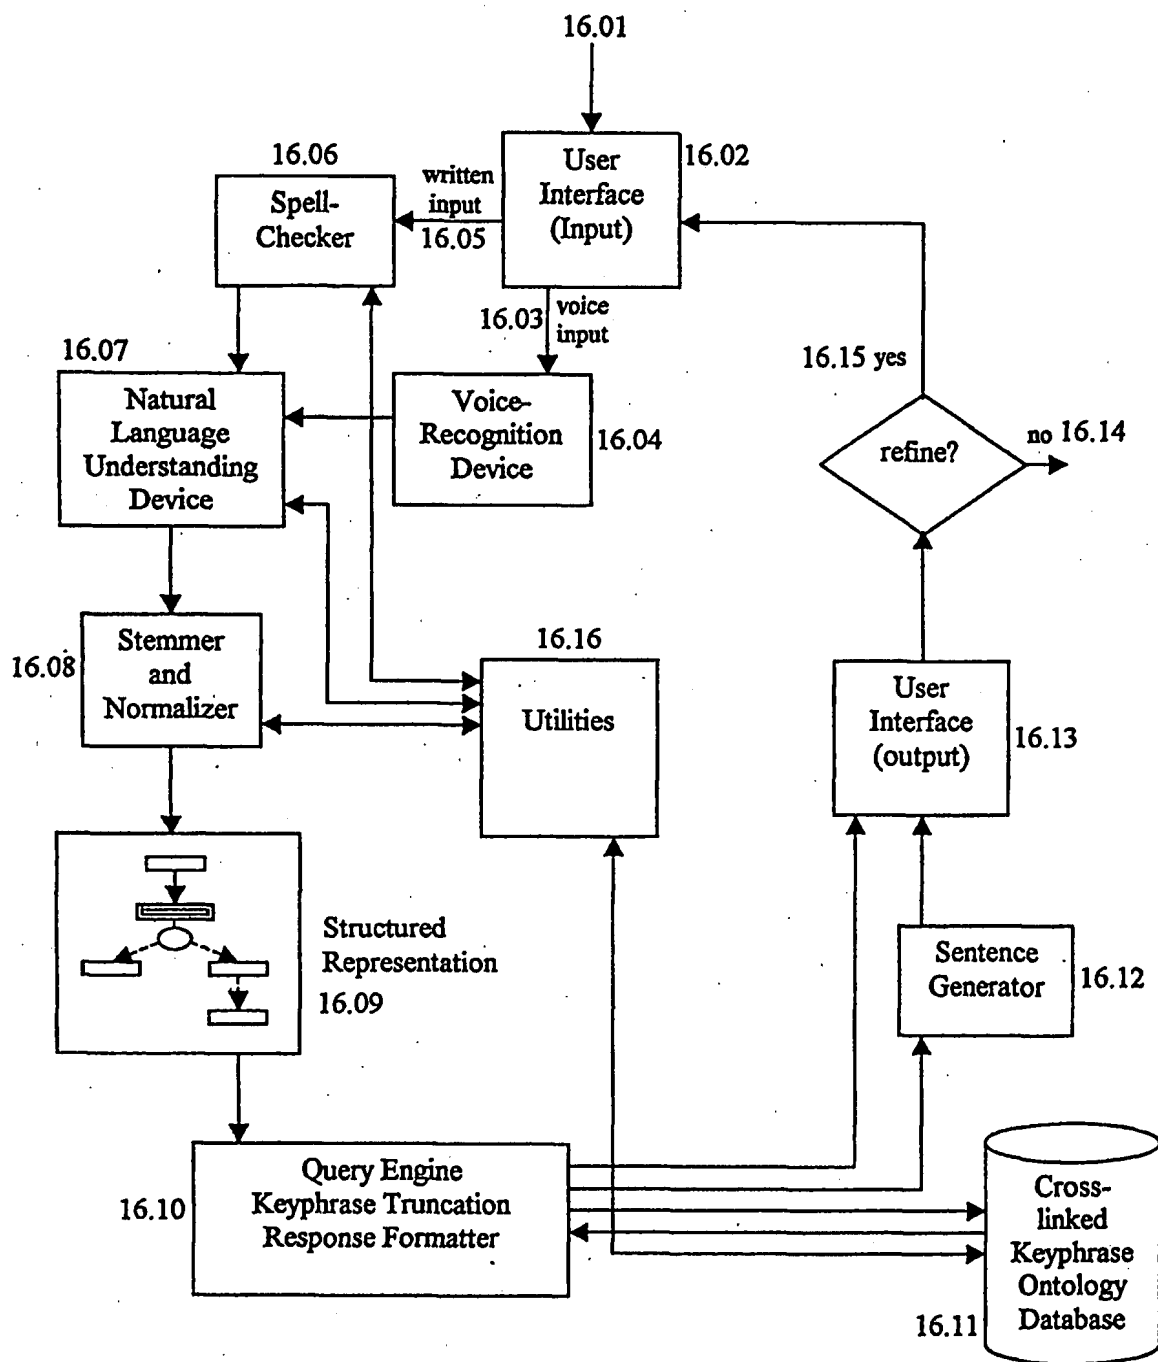 16.01
User
Interface
(Input)
16.02
written
input
16.05
16.06
Spell-
Checker
16.03
voice
input
16.07
Natural
Language
Understanding
Device
Voice-
Recognition
Device
16.04
16.15 yes
refine?
no 16.14
16.08
Stemmer
and
Normalizer
16.16
Utilities
User
Interface
(output)
16.13
Structured
Representation
16.09
Sentence
Generator
16.12
16.10
Query Engine
Keyphrase Truncation
Response Formatter
Cross-
linked
Keyphrase
Ontology
Database
16.11